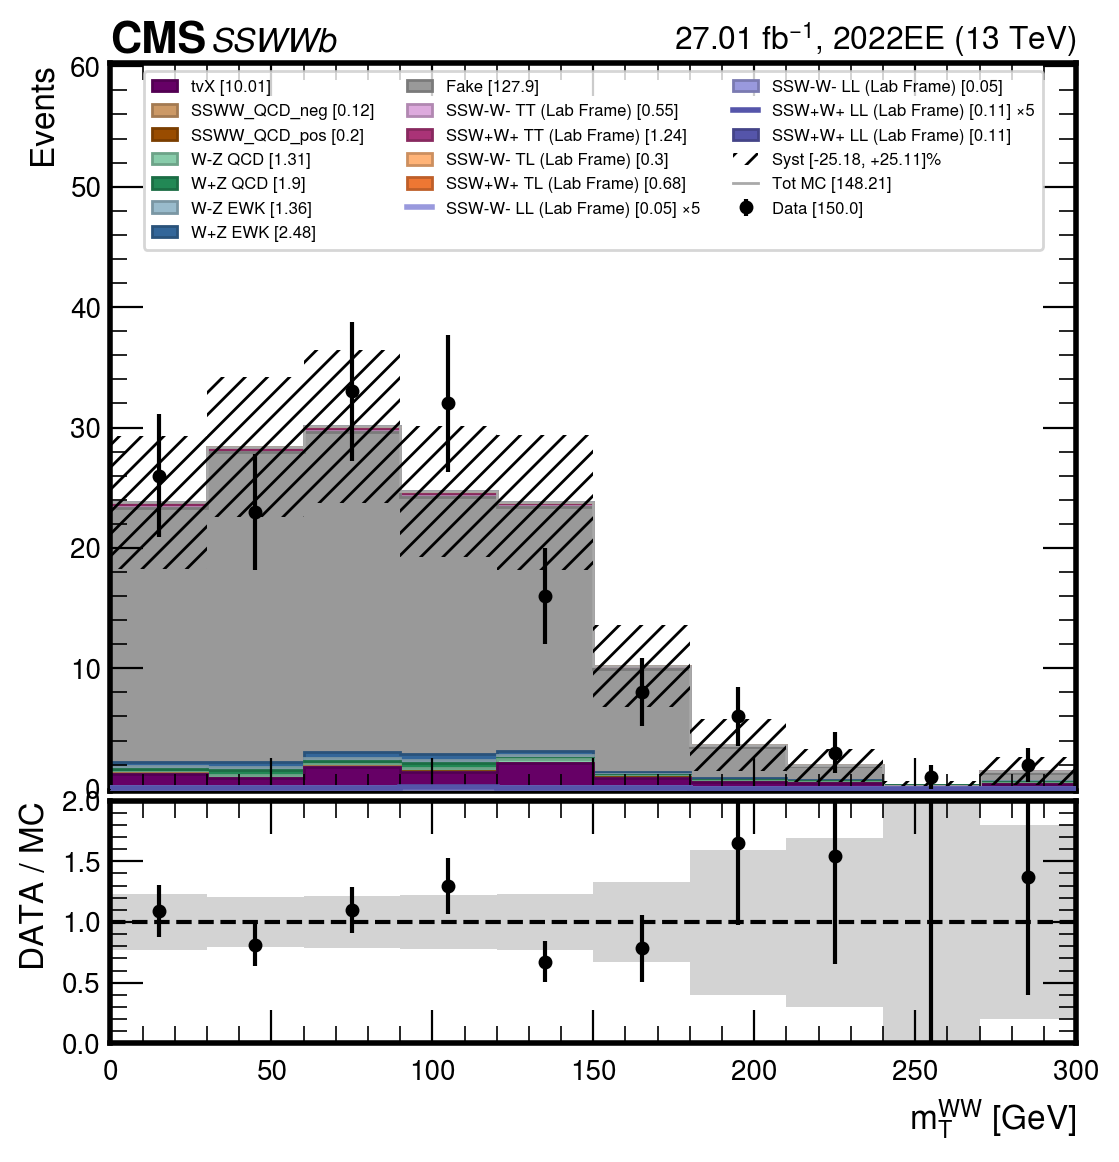 CMS SSWWb 27.01 fb⁻¹, 2022EE (13 TeV)
Events
60
50
40
30
20
10
0
tvX [10.01]
SSWW_QCD_neg [0.12]
SSWW_QCD_pos [0.2]
W-Z QCD [1.31]
W+Z QCD [1.9]
W-Z EWK [1.36]
W+Z EWK [2.48]
Fake [127.9]
SSW-W- TT (Lab Frame) [0.55]
SSW+W+ TT (Lab Frame) [1.24]
SSW-W- TL (Lab Frame) [0.3]
SSW+W+ TL (Lab Frame) [0.68]
SSW-W- LL (Lab Frame) [0.05] ×5
SSW-W- LL (Lab Frame) [0.05]
SSW+W+ LL (Lab Frame) [0.11] ×5
SSW+W+ LL (Lab Frame) [0.11]
Syst [-25.18, +25.11]%
Tot MC [148.21]
Data [150.0]
DATA / MC
2.0
1.5
1.0
0.5
0.0
0 50 100 150 200 250 300
m_T^WW [GeV]